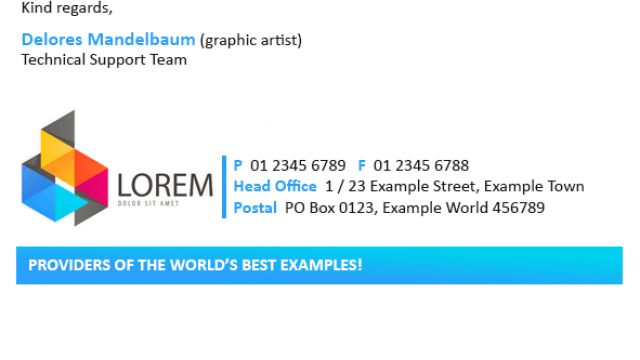 Kind regards,
Delores Mandelbaum (graphic artist)
Technical Support Team
LOREM
DOLOR SIT AMET
P 01 2345 6789 F 01 2345 6788
Head Office 1 / 23 Example Street, Example Town
Postal PO Box 0123, Example World 456789
PROVIDERS OF THE WORLD’S BEST EXAMPLES!